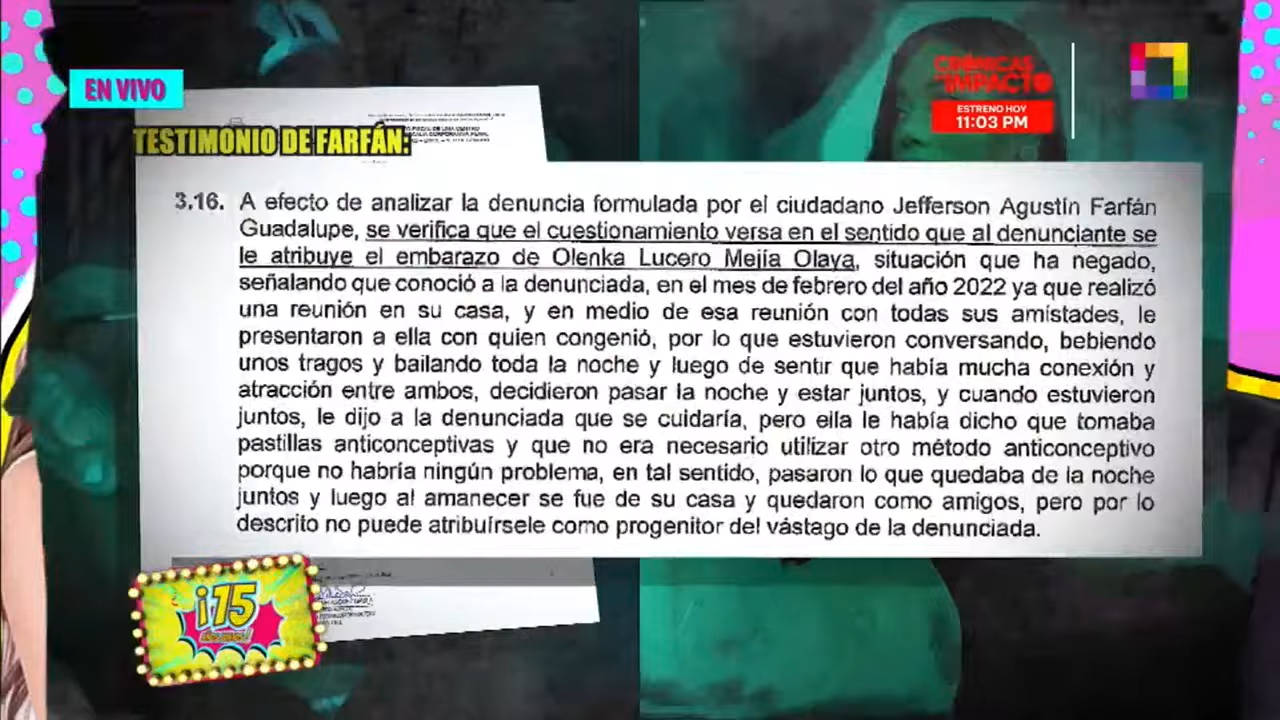 EN VIVO
CRÓNICAS
DE IMPACTO
ESTRENO HOY
11:03 PM
TESTIMONIO DE FARFÁN:
3.16. A efecto de analizar la denuncia formulada por el ciudadano Jefferson Agustín Farfán
Guadalupe, se verifica que el cuestionamiento versa en el sentido que al denunciante se
le atribuye el embarazo de Olenka Lucero Mejía Olaya, situación que ha negado,
señalando que conoció a la denunciada, en el mes de febrero del año 2022 ya que realizó
una reunión en su casa, y en medio de esa reunión con todas sus amistades, le
presentaron a ella con quien congenió, por lo que estuvieron conversando, bebiendo
unos tragos y bailando toda la noche y luego de sentir que había mucha conexión y
atracción entre ambos, decidieron pasar la noche y estar juntos, y cuando estuvieron
juntos, le dijo a la denunciada que se cuidaría, pero ella le había dicho que tomaba
pastillas anticonceptivas y que no era necesario utilizar otro método anticonceptivo
porque no habría ningún problema, en tal sentido, pasaron lo que quedaba de la noche
juntos y luego al amanecer se fue de su casa y quedaron como amigos, pero por lo
descrito no puede atribuírsele como progenitor del vástago de la denunciada.
¡15